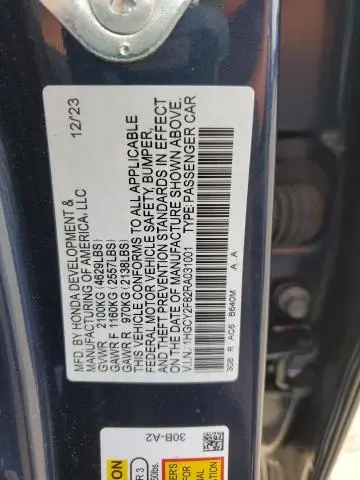 MFD. BY HONDA DEVELOPMENT & 12/23
MANUFACTURING OF AMERICA, LLC
GVWR 2100KG (4629LBS)
GAWR F 1160KG (2557LBS)
GAWR R 970KG (2138LBS)
THIS VEHICLE CONFORMS TO ALL APPLICABLE
FEDERAL MOTOR VEHICLE SAFETY, BUMPER,
AND THEFT PREVENTION STANDARDS IN EFFECT
ON THE DATE OF MANUFACTURE SHOWN ABOVE.
V.I.N.: 1HGCY2F82RA031001 TYPE: PASSENGER CAR
30B R AC6 B640M A A
30B-A2